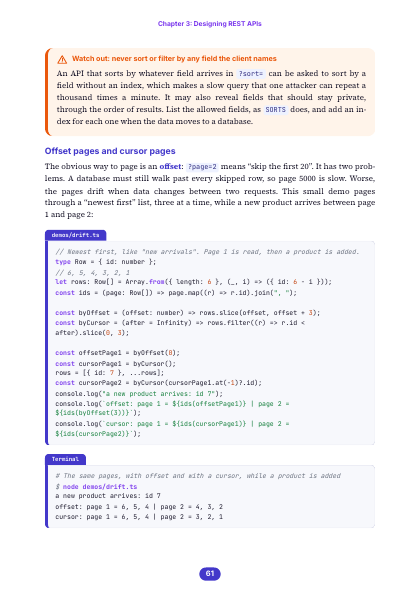 Chapter 3: Designing REST APIs
Watch out: never sort or filter by any field the client names
An API that sorts by whatever field arrives in ?sort= can be asked to sort by a
field without an index, which makes a slow query that one attacker can repeat a
thousand times a minute. It may also reveal fields that should stay private,
through the order of results. List the allowed fields, as SORTS does, and add an in-
dex for each one when the data moves to a database.
Offset pages and cursor pages
The obvious way to page is an offset: ?page=2 means “skip the first 20”. It has two prob-
lems. A database must still walk past every skipped row, so page 5000 is slow. Worse,
the pages drift when data changes between two requests. This small demo pages
through a “newest first” list, three at a time, while a new product arrives between page
1 and page 2:
demos/drift.ts
// Newest first, like "new arrivals". Page 1 is read, then a product is added.
type Row = { id: number };
// 6, 5, 4, 3, 2, 1
let rows: Row[] = Array.from({ length: 6 }, (_, i) => ({ id: 6 - i }));
const ids = (page: Row[]) => page.map((r) => r.id).join(", ");
const byOffset = (offset: number) => rows.slice(offset, offset + 3);
const byCursor = (after = Infinity) => rows.filter((r) => r.id <
after).slice(0, 3);
const offsetPage1 = byOffset(0);
const cursorPage1 = byCursor();
rows = [{ id: 7 }, ...rows];
const cursorPage2 = byCursor(cursorPage1.at(-1)?.id);
console.log("a new product arrives: id 7");
console.log(`offset: page 1 = ${ids(offsetPage1)} | page 2 =
${ids(byOffset(3))}`);
console.log(`cursor: page 1 = ${ids(cursorPage1)} | page 2 =
${ids(cursorPage2)}`);
Terminal
# The same pages, with offset and with a cursor, while a product is added
$ node demos/drift.ts
a new product arrives: id 7
offset: page 1 = 6, 5, 4 | page 2 = 4, 3, 2
cursor: page 1 = 6, 5, 4 | page 2 = 3, 2, 1
61